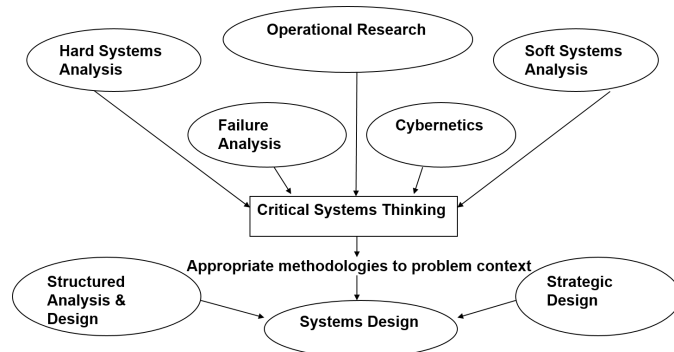 Operational Research
Hard Systems
Analysis
Soft Systems
Analysis
Failure
Analysis
Cybernetics
Critical Systems Thinking
Appropriate methodologies to problem context
Structured
Analysis &
Design
Strategic
Design
Systems Design